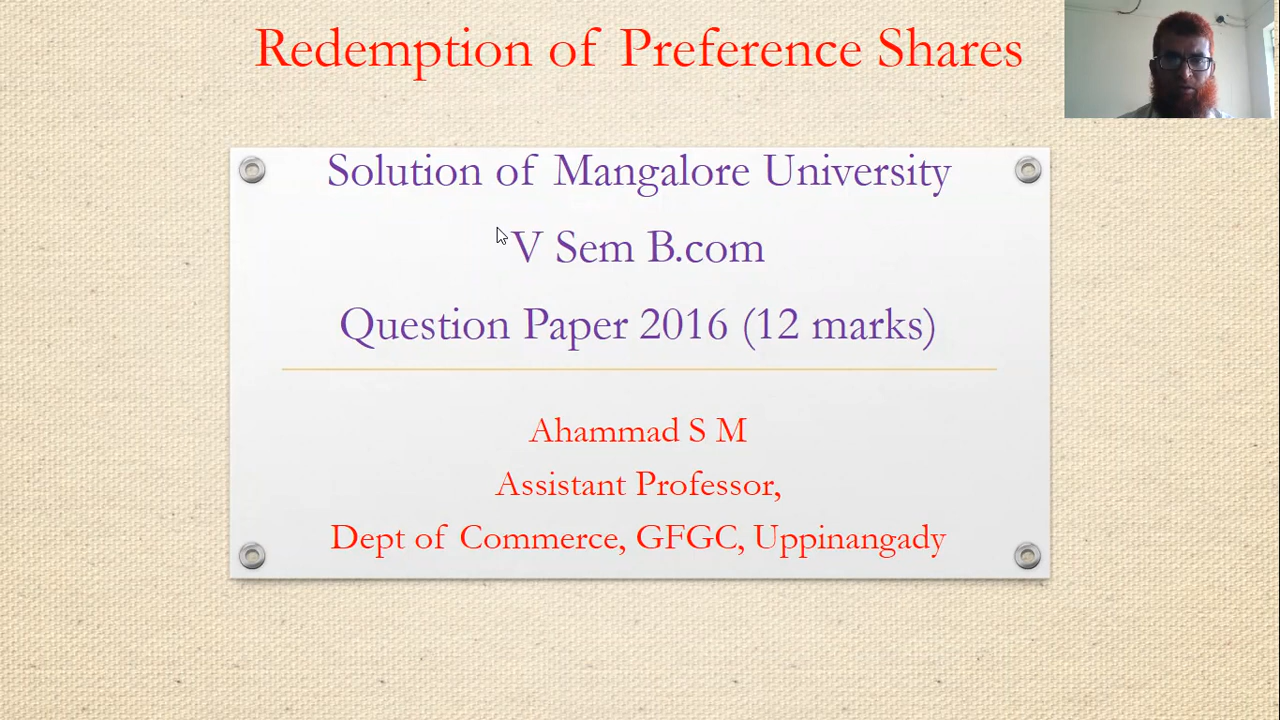 Redemption of Preference Shares
Solution of Mangalore University
V Sem B.com
Question Paper 2016 (12 marks)
Ahammad S M
Assistant Professor,
Dept of Commerce, GFGC, Uppinangady